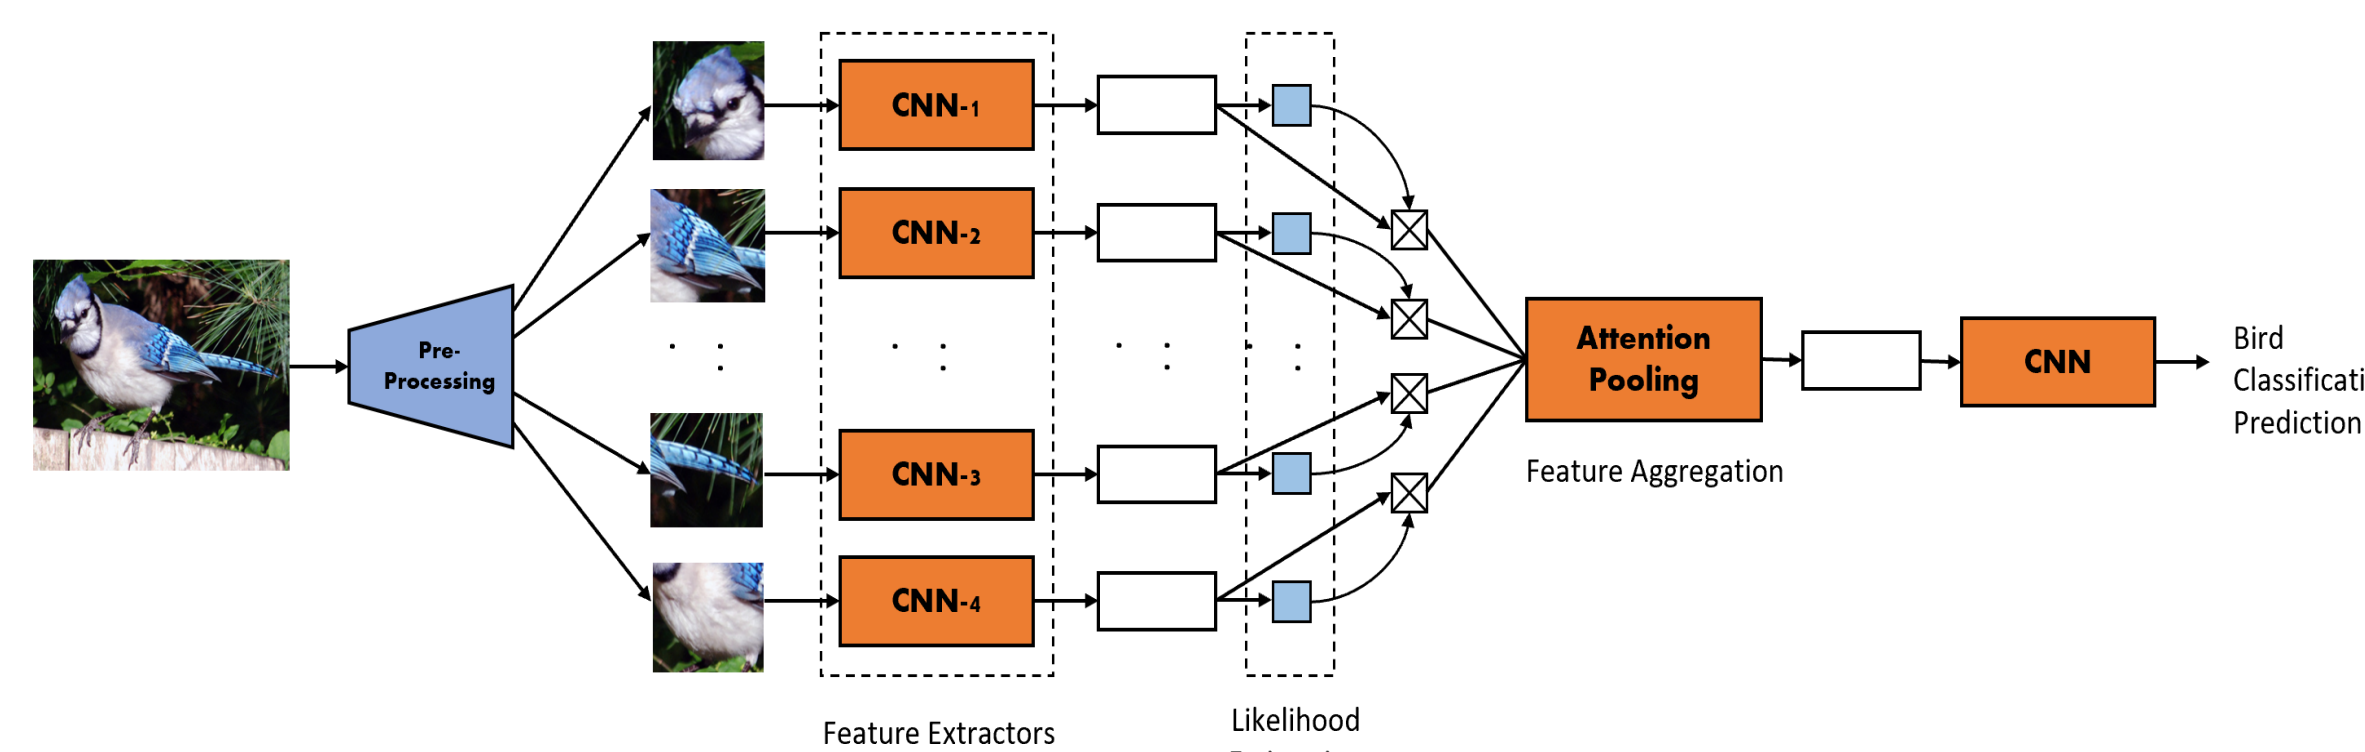 Pre-
Processing
CNN-1
CNN-2
CNN-3
CNN-4
Feature Extractors
Likelihood
Attention
Pooling
Feature Aggregation
CNN
Bird
Classificati
Prediction